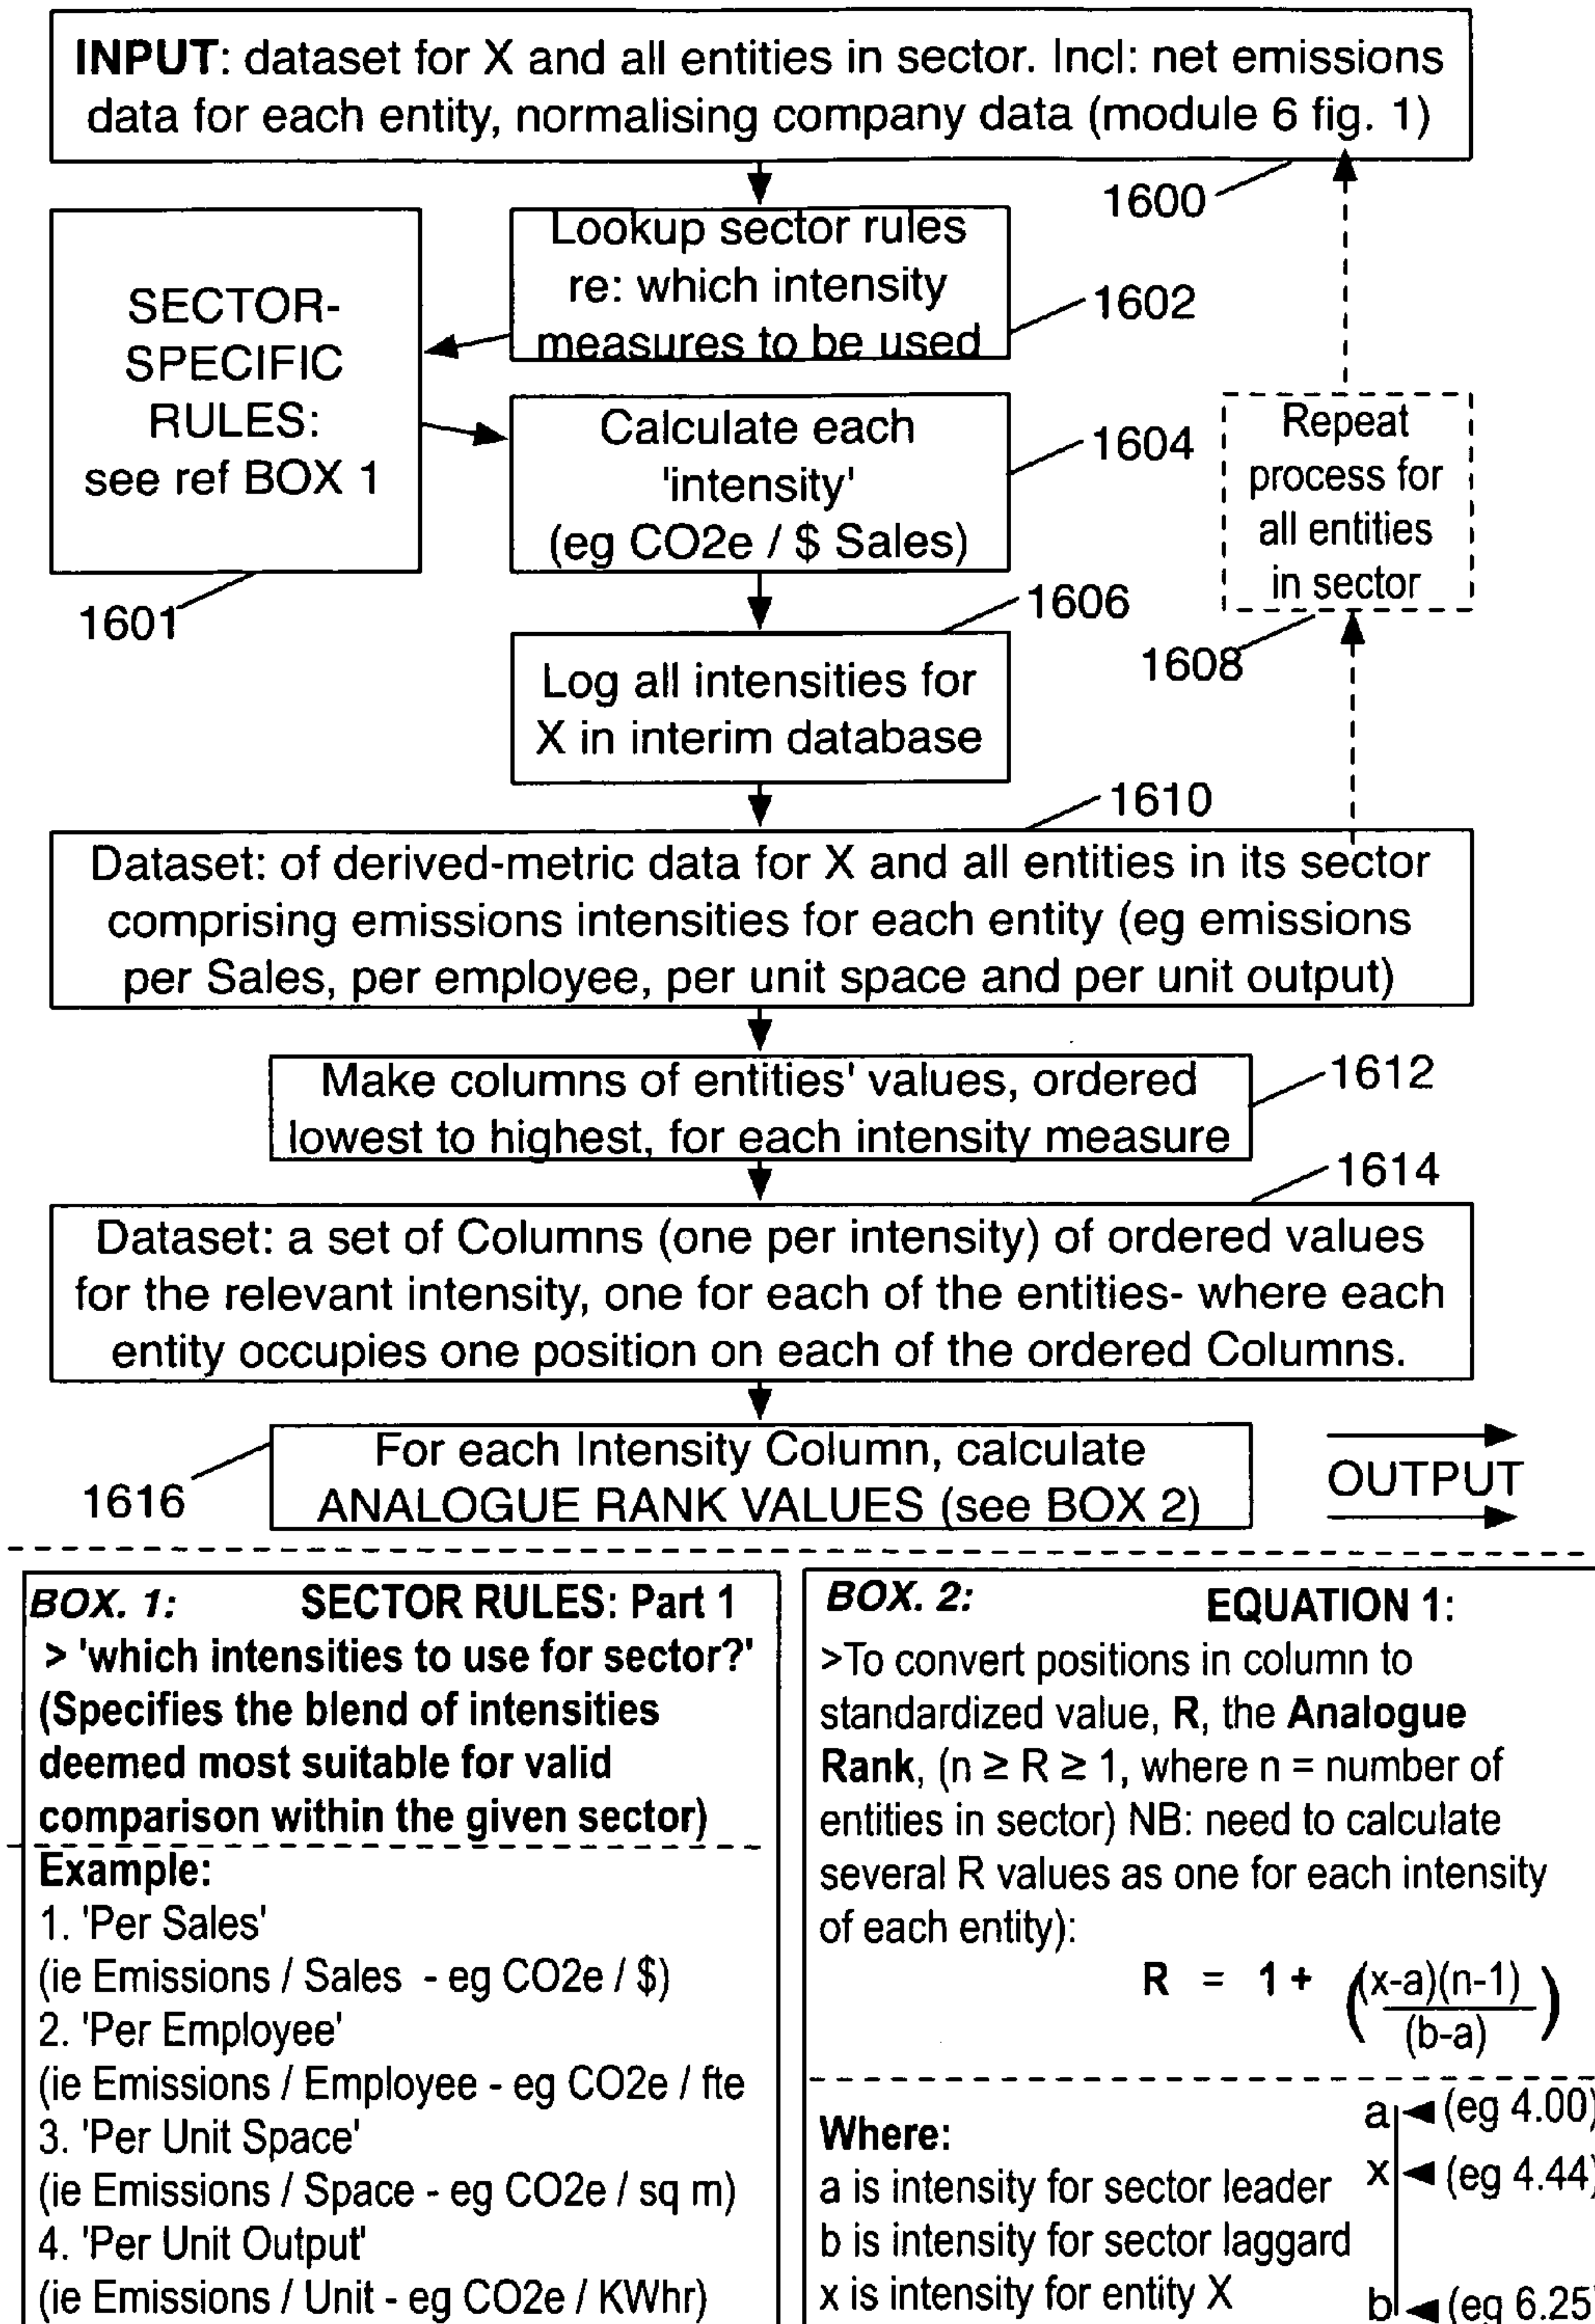 INPUT: dataset for X and all entities in sector. Incl: net emissions
data for each entity, normalising company data (module 6 fig. 1)
1600
Lookup sector rules
re: which intensity
measures to be used
1602
SECTOR-
SPECIFIC
RULES:
see ref BOX 1
1601
Calculate each
'intensity'
(eg CO2e / $ Sales)
1604
Repeat
process for
all entities
in sector
1608
1606
Log all intensities for
X in interim database
1610
Dataset: of derived-metric data for X and all entities in its sector
comprising emissions intensities for each entity (eg emissions
per Sales, per employee, per unit space and per unit output)
Make columns of entities' values, ordered
lowest to highest, for each intensity measure
1612
1614
Dataset: a set of Columns (one per intensity) of ordered values
for the relevant intensity, one for each of the entities- where each
entity occupies one position on each of the ordered Columns.
For each Intensity Column, calculate
ANALOGUE RANK VALUES (see BOX 2)
1616
OUTPUT
BOX. 1: SECTOR RULES: Part 1
> 'which intensities to use for sector?'
(Specifies the blend of intensities
deemed most suitable for valid
comparison within the given sector)
Example:
1. 'Per Sales'
(ie Emissions / Sales - eg CO2e / $)
2. 'Per Employee'
(ie Emissions / Employee - eg CO2e / fte
3. 'Per Unit Space'
(ie Emissions / Space - eg CO2e / sq m)
4. 'Per Unit Output'
(ie Emissions / Unit - eg CO2e / KWhr)
BOX. 2: EQUATION 1:
>To convert positions in column to
standardized value, R, the Analogue
Rank, (n ≥ R ≥ 1, where n = number of
entities in sector) NB: need to calculate
several R values as one for each intensity
of each entity):
R = 1 + ((x-a)(n-1)
(b-a) )
Where:
a is intensity for sector leader
b is intensity for sector laggard
x is intensity for entity X
a (eg 4.00)
x (eg 4.44)
b (eg 6.25)